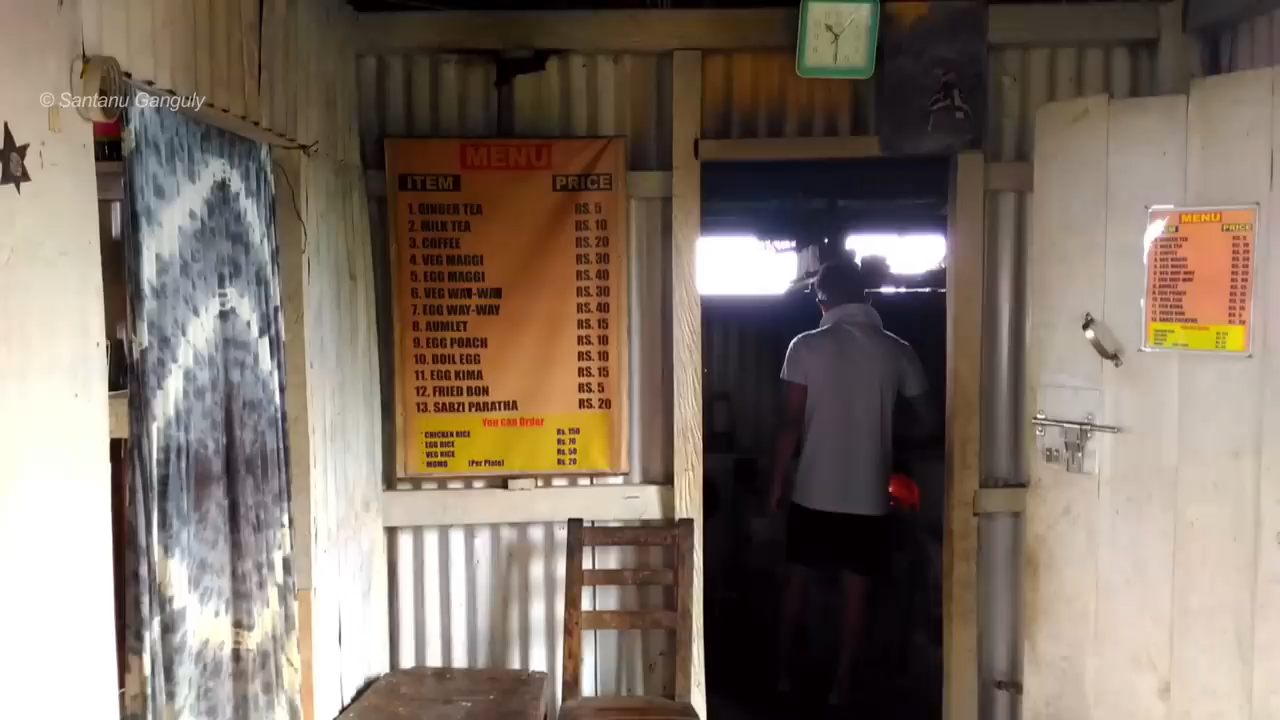 © Santanu Ganguly
MENU
ITEM PRICE
1. GINGER TEA RS. 5
2. MILK TEA RS. 10
3. COFFEE RS. 20
4. VEG MAGGI RS. 30
5. EGG MAGGI RS. 40
6. VEG WAY-WAY RS. 30
7. EGG WAY-WAY RS. 40
8. AUMLET RS. 15
9. EGG POACH RS. 10
10. BOIL EGG RS. 10
11. EGG KIMA RS. 15
12. FRIED BON RS. 5
13. SABZI PARATHA RS. 20
You can Order
* CHICKEN RICE Rs. 150
* EGG RICE Rs. 70
* VEG RICE Rs. 50
* MOMO (Per Plate) Rs. 20
MENU
PRICE